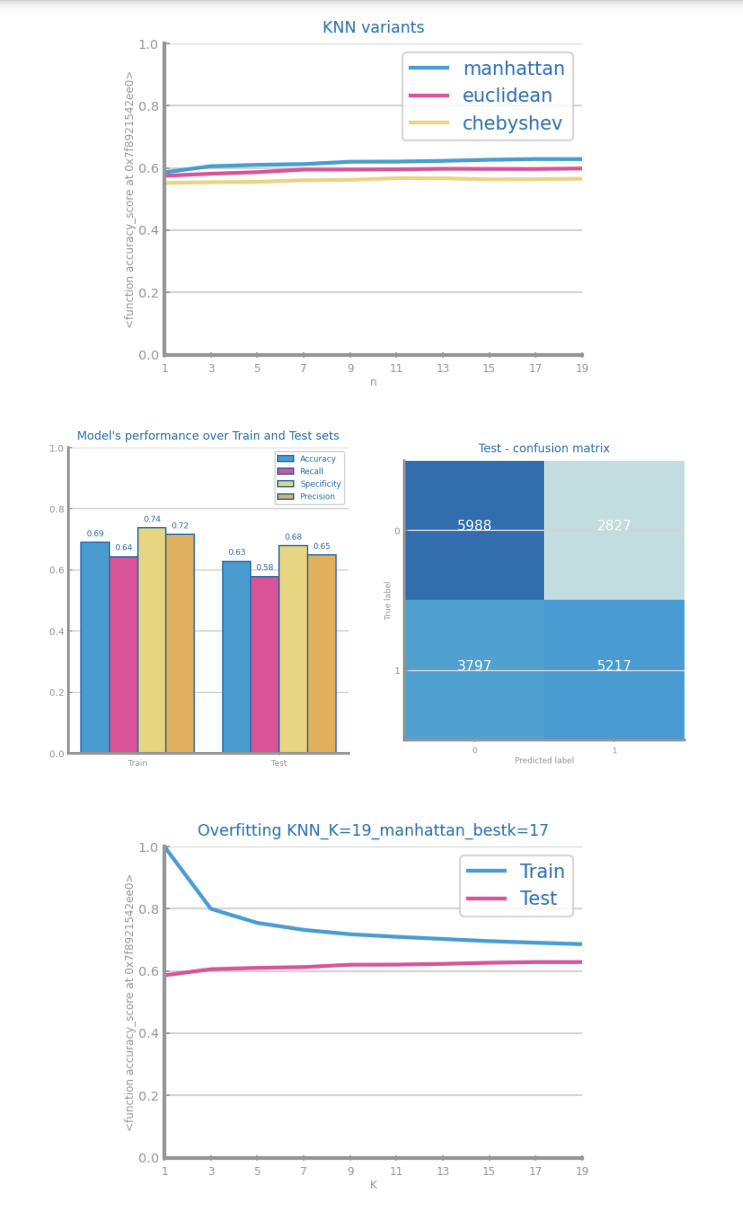 KNN variants
<function accuracy_score at 0x7f8921542ee0>
1.0
0.8
0.6
0.4
0.2
0.0
manhattan
euclidean
chebyshev
1 3 5 7 9 11 13 15 17 19
n
Model's performance over Train and Test sets
1.0
0.8
0.6
0.4
0.2
0.0
Accuracy
Recall
Specificity
Precision
0.69 0.64 0.74 0.72 0.63 0.58 0.68 0.65
Train Test
Test - confusion matrix
True label
0
1
5988 2827
3797 5217
0 1
Predicted label
Overfitting KNN_K=19_manhattan_bestk=17
<function accuracy_score at 0x7f8921542ee0>
1.0
0.8
0.6
0.4
0.2
0.0
Train
Test
1 3 5 7 9 11 13 15 17 19
K